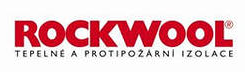 ROCKWOOL®
TEPELNÉ A PROTIPOŽÁRNÍ IZOLACE